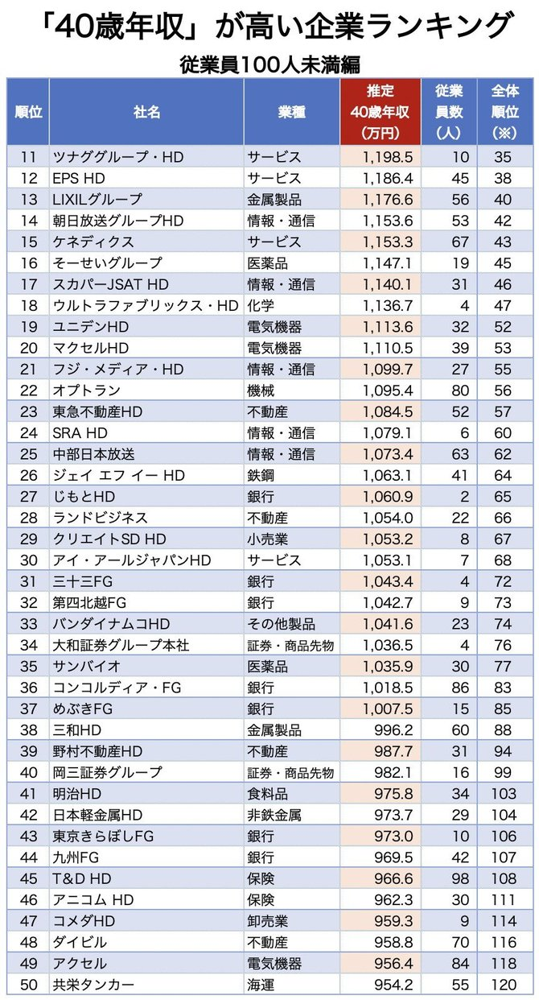 「40歳年収」が高い企業ランキング
従業員100人未満編
順位 社名 業種 推定40歳年収(万円) 従業員数(人) 全体順位(※)
11 ツナググループ・HD サービス 1,198.5 10 35
12 EPS HD サービス 1,186.4 45 38
13 LIXILグループ 金属製品 1,176.6 56 40
14 朝日放送グループHD 情報・通信 1,153.6 53 42
15 ケネディクス サービス 1,153.3 67 43
16 そーせいグループ 医薬品 1,147.1 19 45
17 スカパーJSAT HD 情報・通信 1,140.1 31 46
18 ウルトラファブリックス・HD 化学 1,136.7 4 47
19 ユニデンHD 電気機器 1,113.6 32 52
20 マクセルHD 電気機器 1,110.5 39 53
21 フジ・メディア・HD 情報・通信 1,099.7 27 55
22 オプトラン 機械 1,095.4 80 56
23 東急不動産HD 不動産 1,084.5 52 57
24 SRA HD 情報・通信 1,079.1 6 60
25 中部日本放送 情報・通信 1,073.4 63 62
26 ジェイ エフ イー HD 鉄鋼 1,063.1 41 64
27 じもとHD 銀行 1,060.9 2 65
28 ランドビジネス 不動産 1,054.0 22 66
29 クリエイトSD HD 小売業 1,053.2 8 67
30 アイ・アールジャパンHD サービス 1,053.1 7 68
31 三十三FG 銀行 1,043.4 4 72
32 第四北越FG 銀行 1,042.7 9 73
33 バンダイナムコHD その他製品 1,041.6 23 74
34 大和証券グループ本社 証券・商品先物 1,036.5 4 76
35 サンバイオ 医薬品 1,035.9 30 77
36 コンコルディア・FG 銀行 1,018.5 86 83
37 めぶきFG 銀行 1,007.5 15 85
38 三和HD 金属製品 996.2 60 88
39 野村不動産HD 不動産 987.7 31 94
40 岡三証券グループ 証券・商品先物 982.1 16 99
41 明治HD 食料品 975.8 34 103
42 日本軽金属HD 非鉄金属 973.7 29 104
43 東京きらぼしFG 銀行 973.0 10 106
44 九州FG 銀行 969.5 42 107
45 T&D HD 保険 966.6 98 108
46 アニコム HD 保険 962.3 30 111
47 コメダHD 卸売業 959.3 9 114
48 ダイビル 不動産 958.8 70 116
49 アクセル 電気機器 956.4 84 118
50 共栄タンカー 海運 954.2 55 120